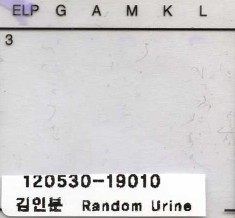 ELP G A M K L
3
120530-19010
김인분 Random Urine